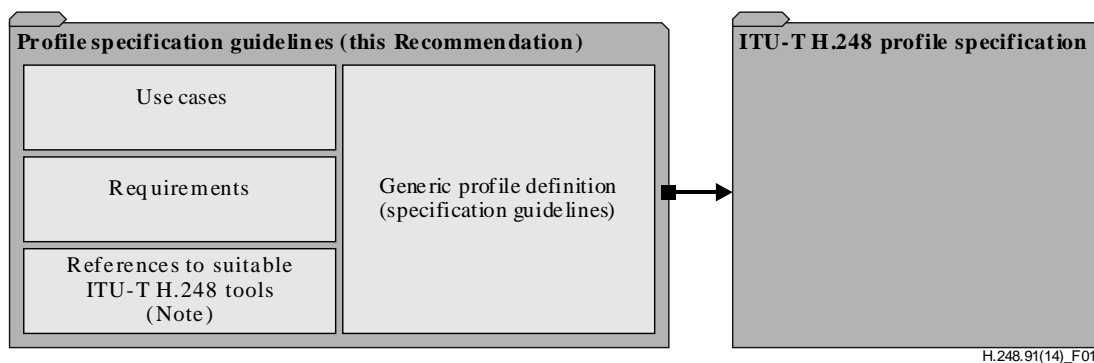 Profile specification guidelines (this Recommendation)
Use cases
Requirements
References to suitable
ITU-T H.248 tools
(Note)
Generic profile definition
(specification guidelines)
ITU-T H.248 profile specification
H.248.91(14)_F01